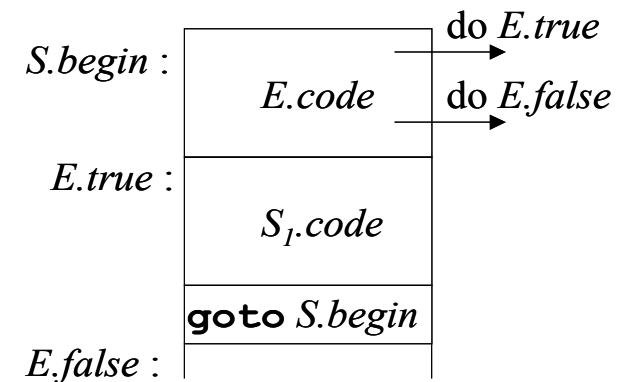 do E.true
S.begin :
E.code
do E.false
E.true :
S1.code
goto S.begin
E.false :